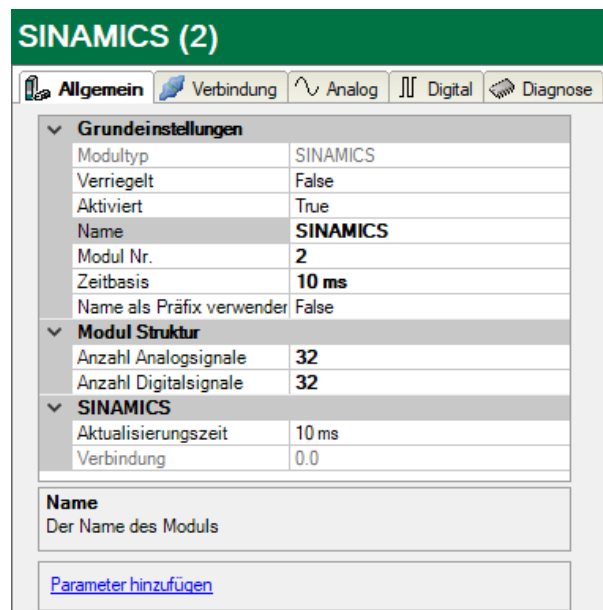 SINAMICS (2)
Allgemein Verbindung Analog Digital Diagnose
Grundeinstellungen
Modultyp SINAMICS
Verriegelt False
Aktiviert True
Name SINAMICS
Modul Nr. 2
Zeitbasis 10 ms
Name als Präfix verwender False
Modul Struktur
Anzahl Analogsignale 32
Anzahl Digitalsignale 32
SINAMICS
Aktualisierungszeit 10 ms
Verbindung 0.0
Name
Der Name des Moduls
Parameter hinzufügen